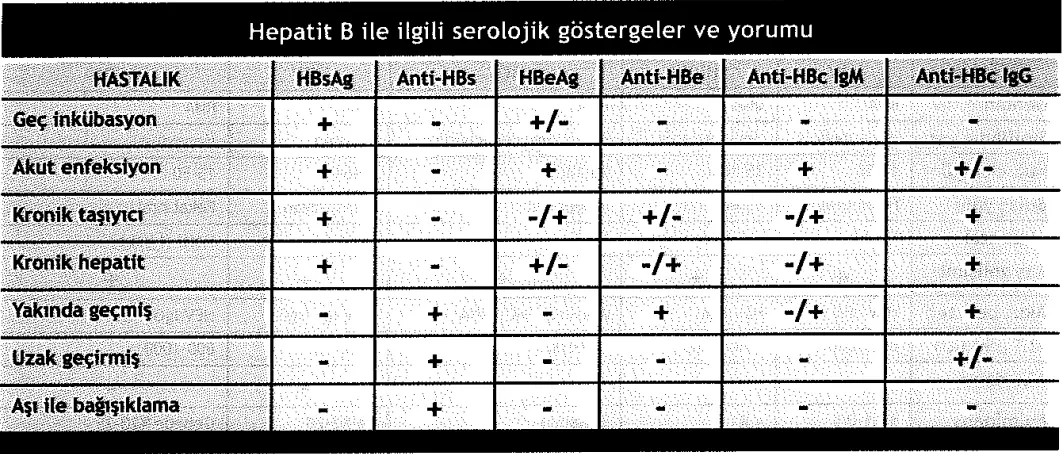 Hepatit B ile ilgili serolojik göstergeler ve yorumu
HASTALIK HBsAg Anti-HBs HBeAg Anti-HBe Anti-HBc IgM Anti-HBc IgG
Geç inkübasyon + - +/- - - -
Akut enfeksiyon + - + - + +/-
Kronik taşıyıcı + - -/+ +/- -/+ +
Kronik hepatit + - +/- -/+ -/+ +
Yakında geçmiş - + - + -/+ +
Uzak geçirmiş - + - - - +/-
Aşı ile bağışıklama - + - - - -